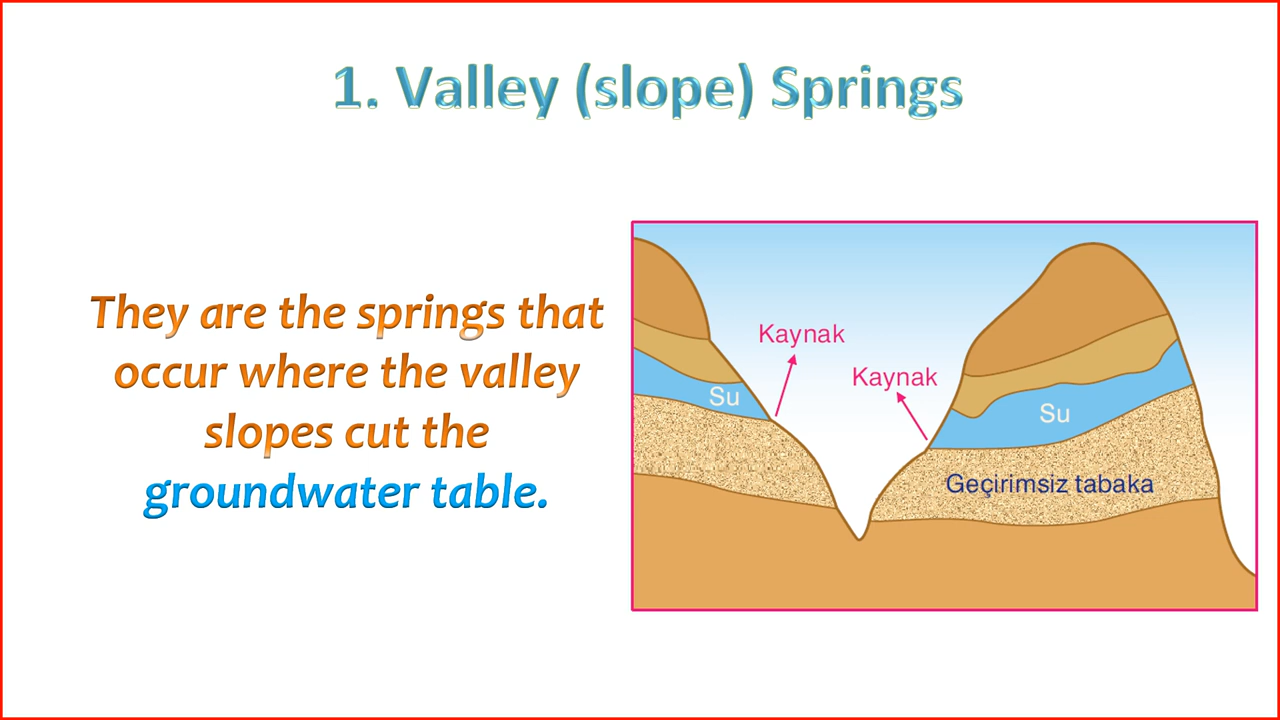 1. Valley (slope) Springs
They are the springs that
occur where the valley
slopes cut the
groundwater table.
Kaynak
Kaynak
Su
Su
Geçirimsiz tabaka